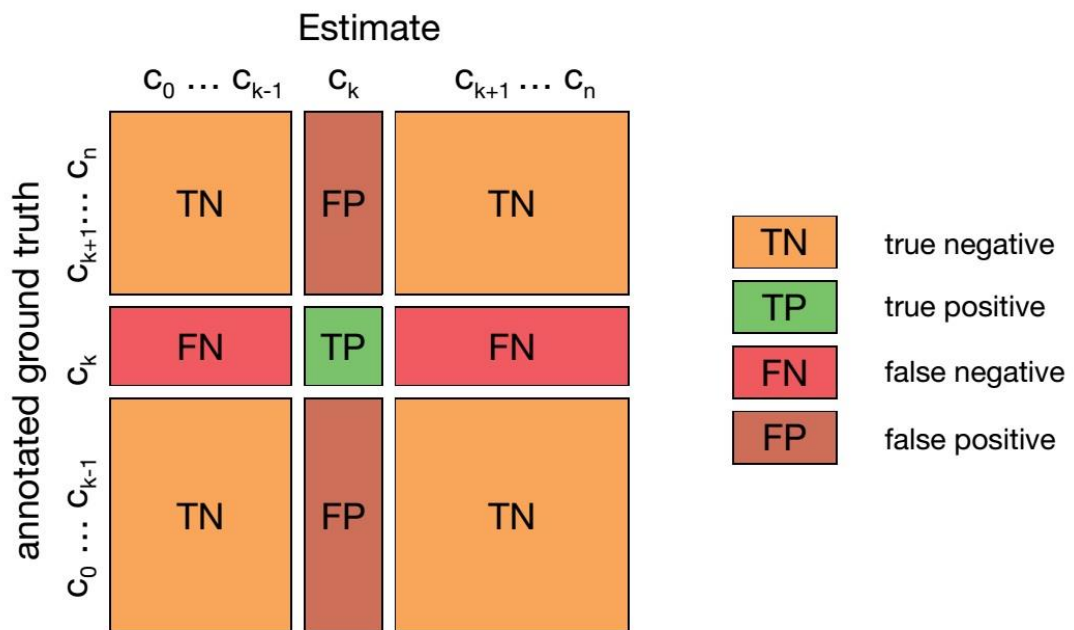 Estimate
c₀ … cₖ₋₁ cₖ cₖ₊₁ … cₙ
annotated ground truth
cₖ₊₁… cₙ
TN FP TN
cₖ
FN TP FN
c₀ … cₖ₋₁
TN FP TN
TN true negative
TP true positive
FN false negative
FP false positive